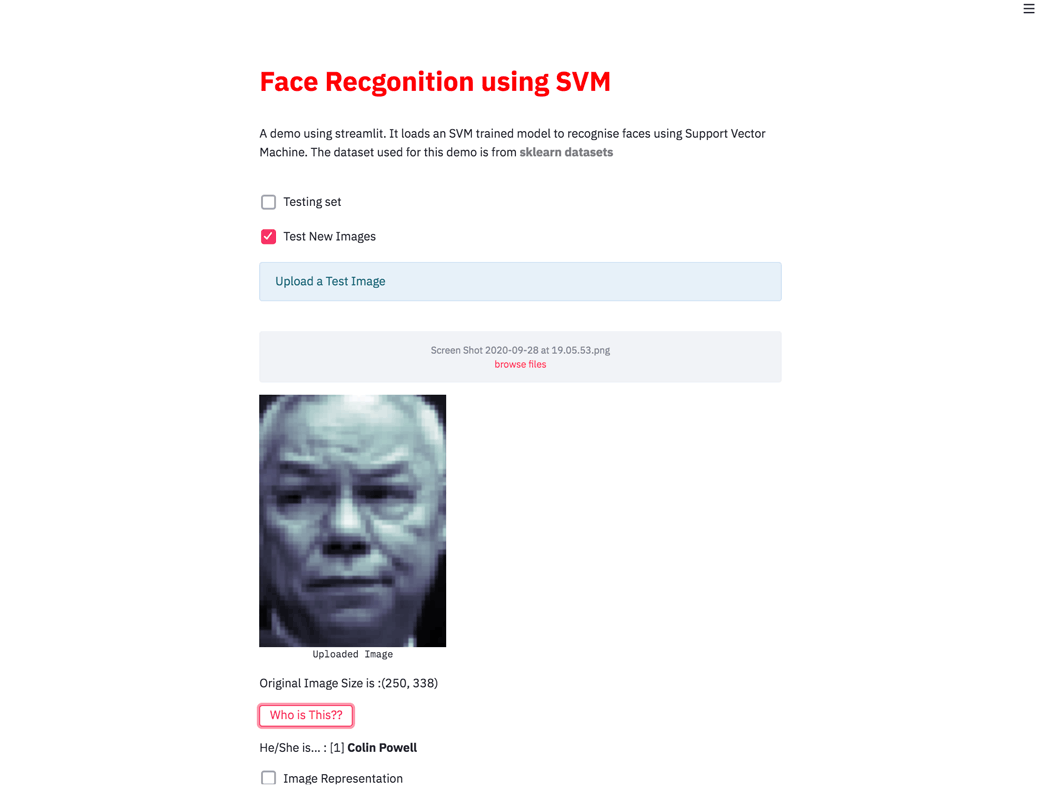 Face Recgonition using SVM
A demo using streamlit. It loads an SVM trained model to recognise faces using Support Vector
Machine. The dataset used for this demo is from sklearn datasets
Testing set
Test New Images
Upload a Test Image
Screen Shot 2020-09-28 at 19.05.53.png
browse files
Uploaded Image
Original Image Size is :(250, 338)
Who is This??
He/She is... : [1] Colin Powell
Image Representation